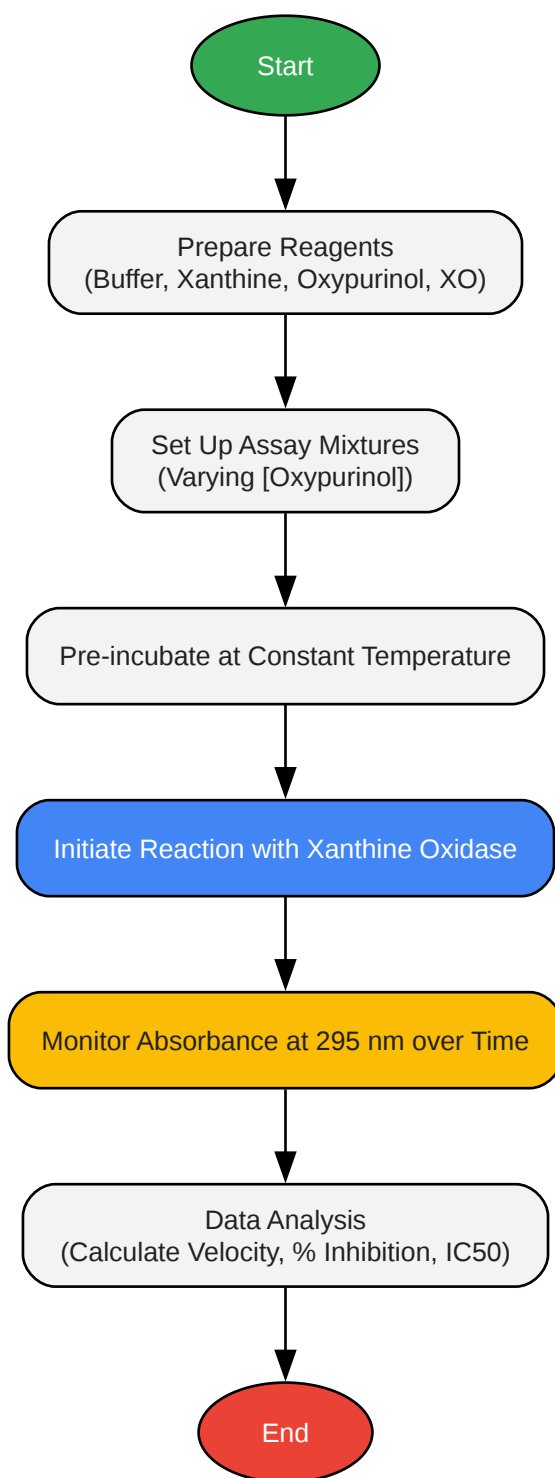 Start
Prepare Reagents
(Buffer, Xanthine, Oxypurinol, XO)
Set Up Assay Mixtures
(Varying [Oxypurinol])
Pre-incubate at Constant Temperature
Initiate Reaction with Xanthine Oxidase
Monitor Absorbance at 295 nm over Time
Data Analysis
(Calculate Velocity, % Inhibition, IC50)
End